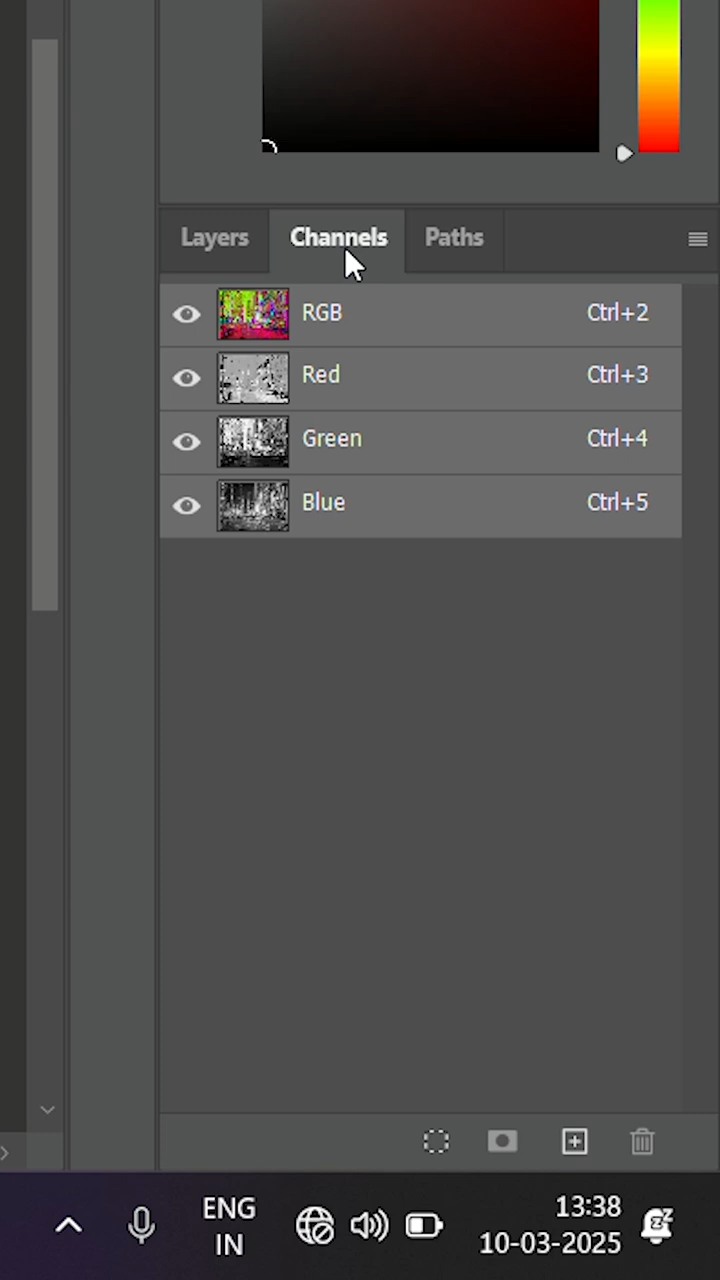 Layers Channels Paths
RGB Ctrl+2
Red Ctrl+3
Green Ctrl+4
Blue Ctrl+5
ENG 13:38
IN 10-03-2025